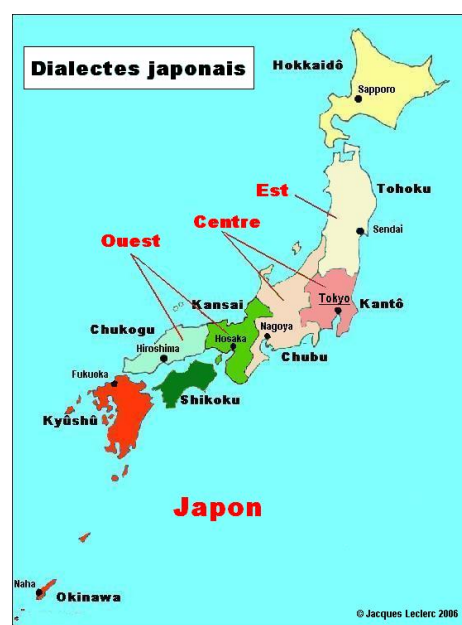 Dialectes japonais
Hokkaidô
Sapporo
Est
Tohoku
Centre
Sendai
Ouest
Kansai
Tokyo
Kantô
Chukogu
Nagoya
Hosaka
Hiroshima
Chubu
Fukuoka
Shikoku
Kyûshû
Japon
Naha
Okinawa
© Jacques Leclerc 2006